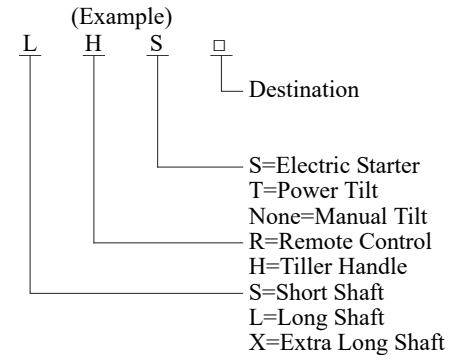 (Example)
L H S □
Destination
S=Electric Starter
T=Power Tilt
None=Manual Tilt
R=Remote Control
H=Tiller Handle
S=Short Shaft
L=Long Shaft
X=Extra Long Shaft